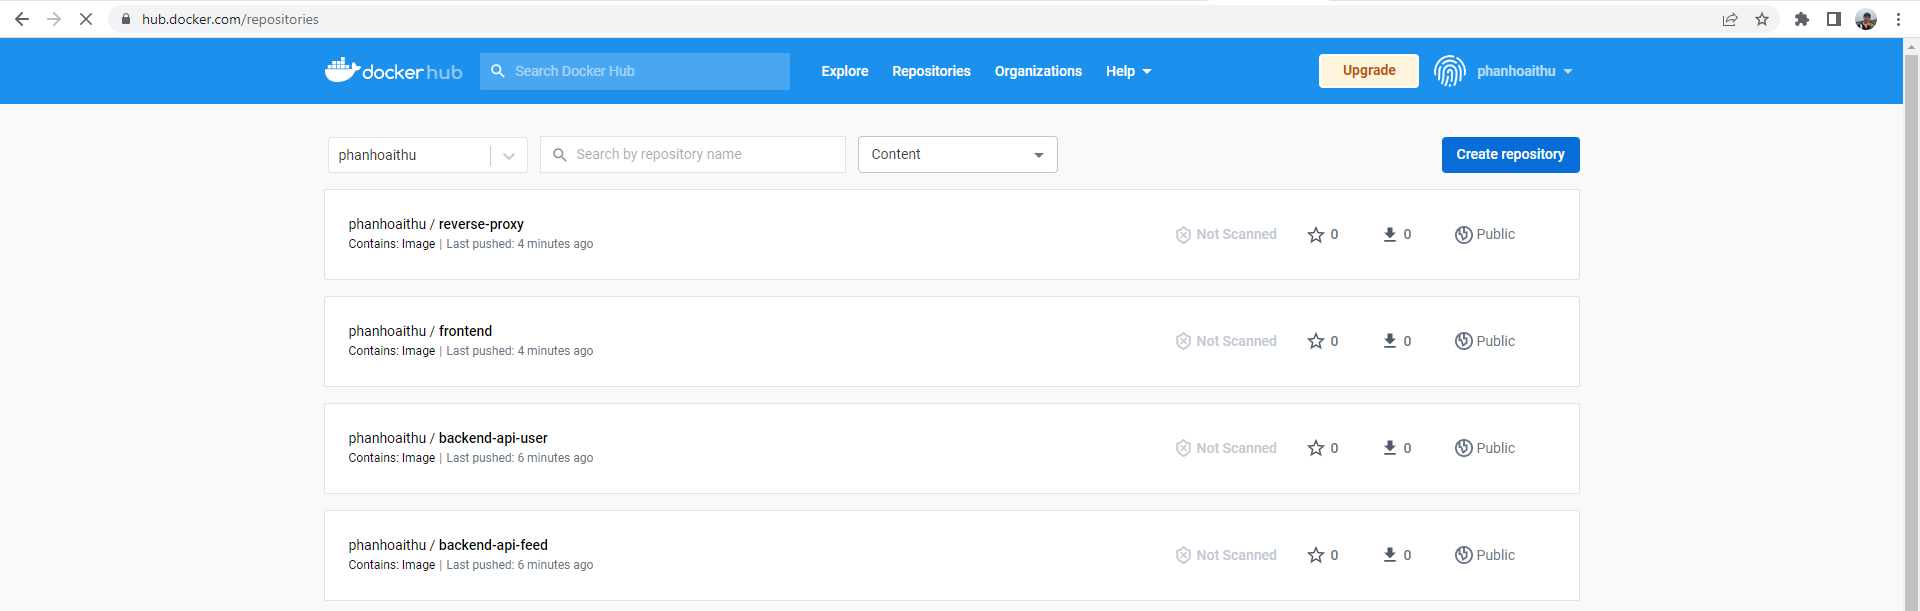 hub.docker.com/repositories
docker hub Search Docker Hub Explore Repositories Organizations Help Upgrade phanhoaithu
phanhoaithu Search by repository name Content Create repository
phanhoaithu / reverse-proxy
Contains: Image | Last pushed: 4 minutes ago
Not Scanned 0 0 Public
phanhoaithu / frontend
Contains: Image | Last pushed: 4 minutes ago
Not Scanned 0 0 Public
phanhoaithu / backend-api-user
Contains: Image | Last pushed: 6 minutes ago
Not Scanned 0 0 Public
phanhoaithu / backend-api-feed
Contains: Image | Last pushed: 6 minutes ago
Not Scanned 0 0 Public